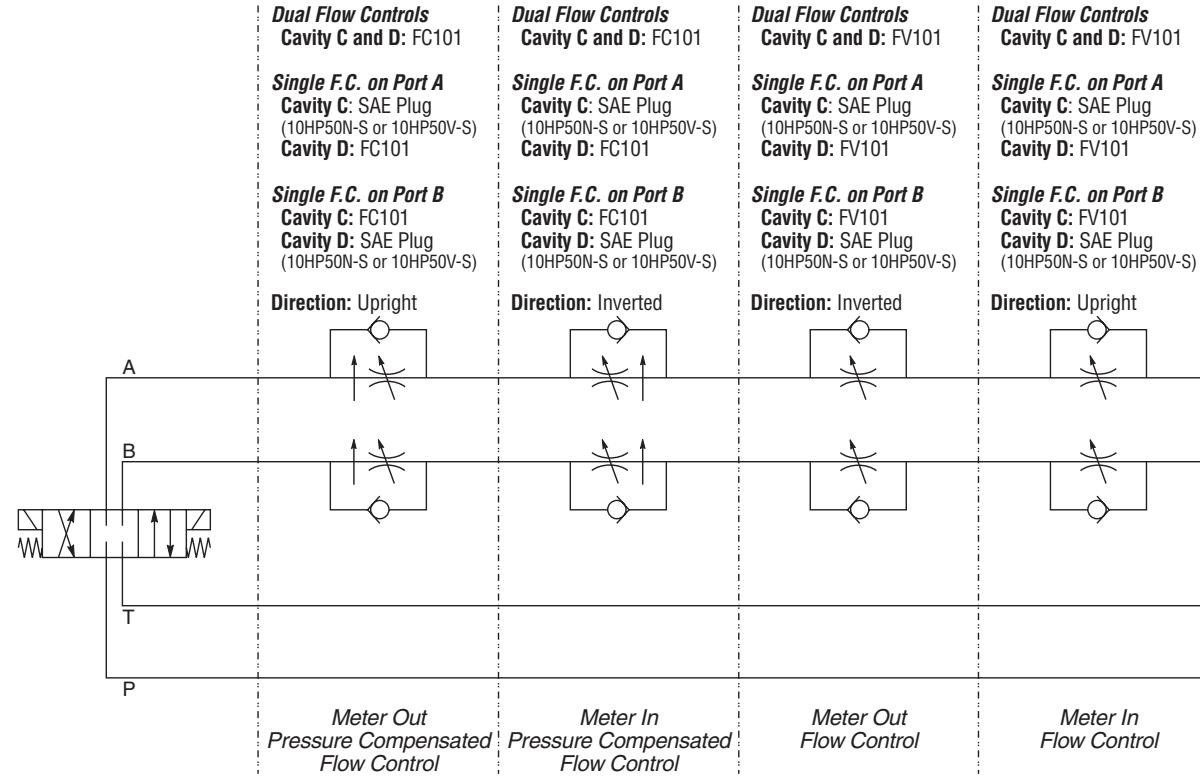 Dual Flow Controls
Cavity C and D: FC101
Single F.C. on Port A
Cavity C: SAE Plug
(10HP50N-S or 10HP50V-S)
Cavity D: FC101
Single F.C. on Port B
Cavity C: FC101
Cavity D: SAE Plug
(10HP50N-S or 10HP50V-S)
Direction: Upright
Dual Flow Controls
Cavity C and D: FC101
Single F.C. on Port A
Cavity C: SAE Plug
(10HP50N-S or 10HP50V-S)
Cavity D: FC101
Single F.C. on Port B
Cavity C: FC101
Cavity D: SAE Plug
(10HP50N-S or 10HP50V-S)
Direction: Inverted
Dual Flow Controls
Cavity C and D: FV101
Single F.C. on Port A
Cavity C: SAE Plug
(10HP50N-S or 10HP50V-S)
Cavity D: FV101
Single F.C. on Port B
Cavity C: FV101
Cavity D: SAE Plug
(10HP50N-S or 10HP50V-S)
Direction: Inverted
Dual Flow Controls
Cavity C and D: FV101
Single F.C. on Port A
Cavity C: SAE Plug
(10HP50N-S or 10HP50V-S)
Cavity D: FV101
Single F.C. on Port B
Cavity C: FV101
Cavity D: SAE Plug
(10HP50N-S or 10HP50V-S)
Direction: Upright
A
B
T
P
Meter Out
Pressure Compensated
Flow Control
Meter In
Pressure Compensated
Flow Control
Meter Out
Flow Control
Meter In
Flow Control